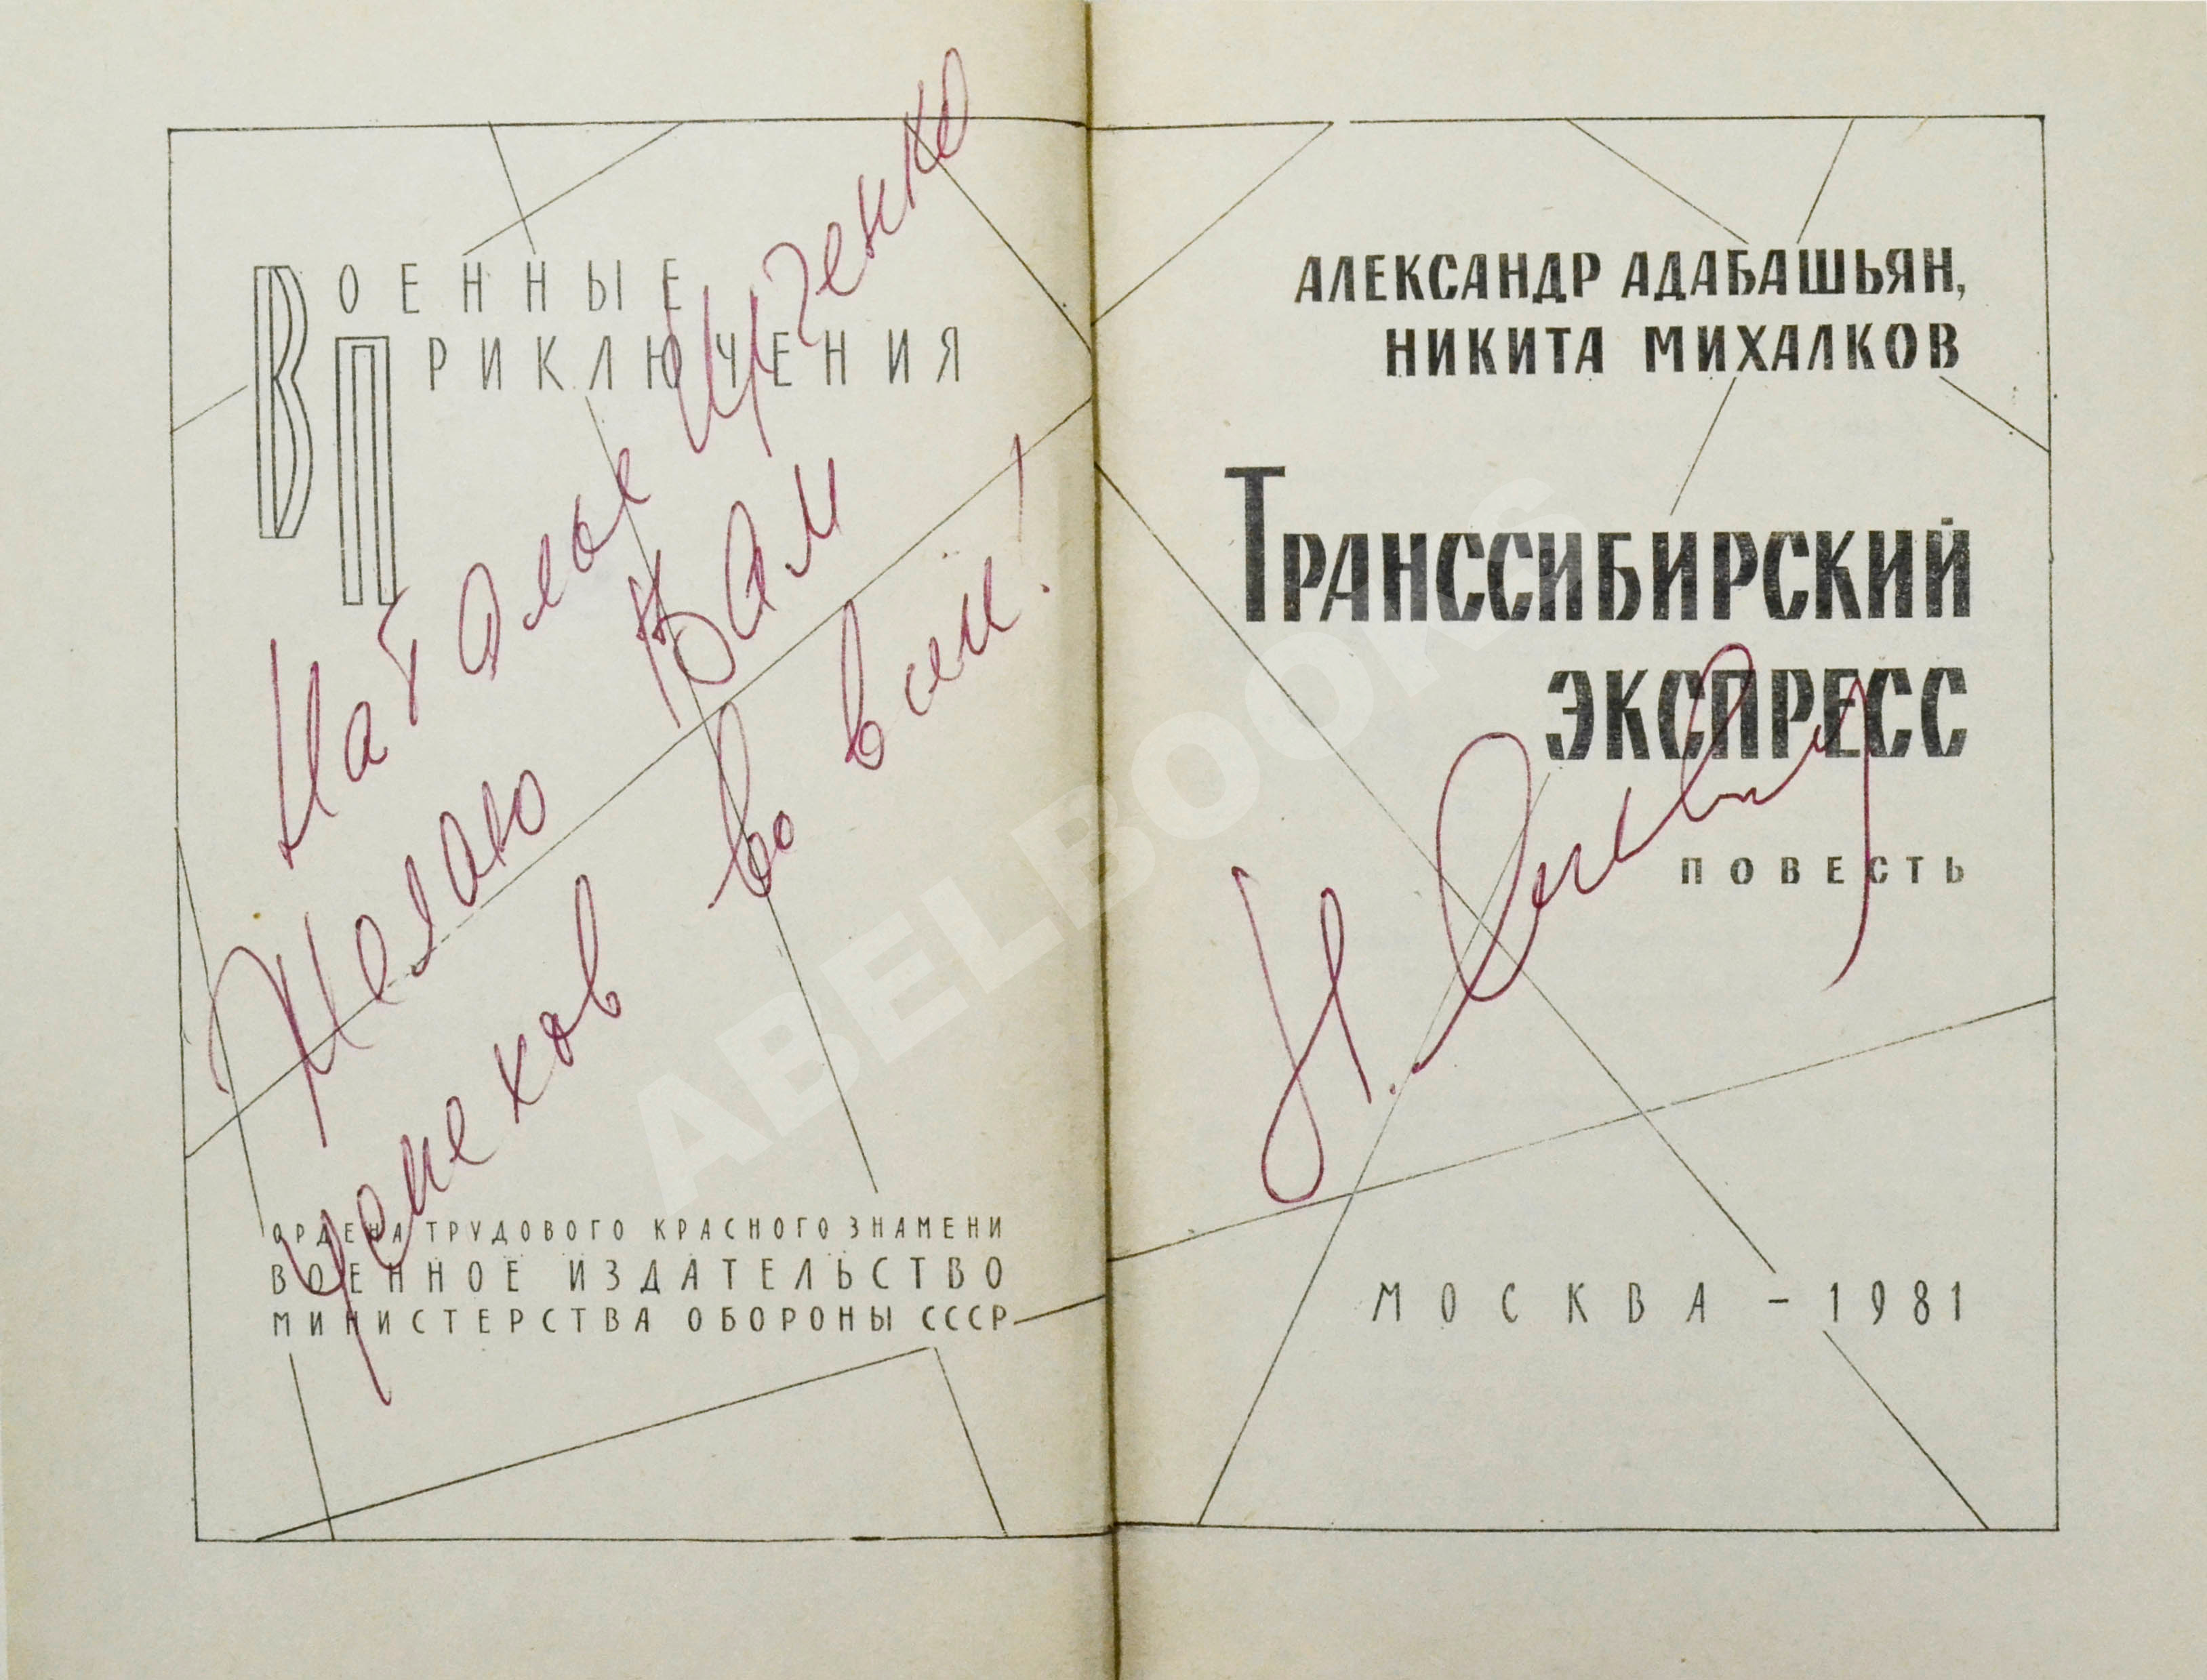 Военные
Приключения
Наталье Ищенко
Желаю Вам
успехов во всем!
ОРДЕНА ТРУДОВОГО КРАСНОГО ЗНАМЕНИ
ВОЕННОЕ ИЗДАТЕЛЬСТВО
МИНИСТЕРСТВА ОБОРОНЫ СССР
АЛЕКСАНДР АДАБАШЬЯН,
НИКИТА МИХАЛКОВ
ТРАНССИБИРСКИЙ
ЭКСПРЕСС
ПОВЕСТЬ
МОСКВА – 1981
ABELBOOKS